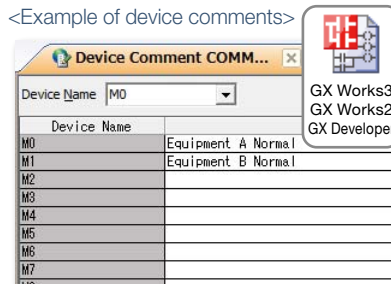 <Example of device comments>
Device Comment COMM...
Device Name M0
GX Works3
GX Works2
GX Develope
Device Name
M0 Equipment A Normal
M1 Equipment B Normal
M2
M3
M4
M5
M6
M7